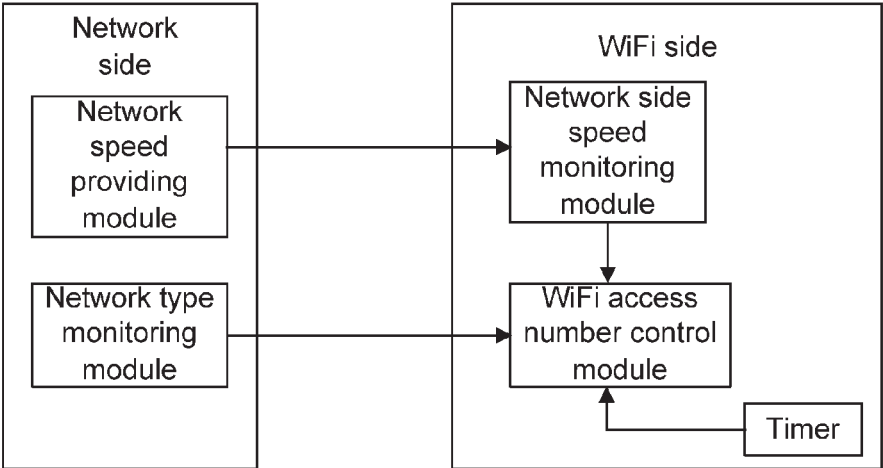 Network
side
Network
speed
providing
module
Network type
monitoring
module
WiFi side
Network side
speed
monitoring
module
WiFi access
number control
module
Timer